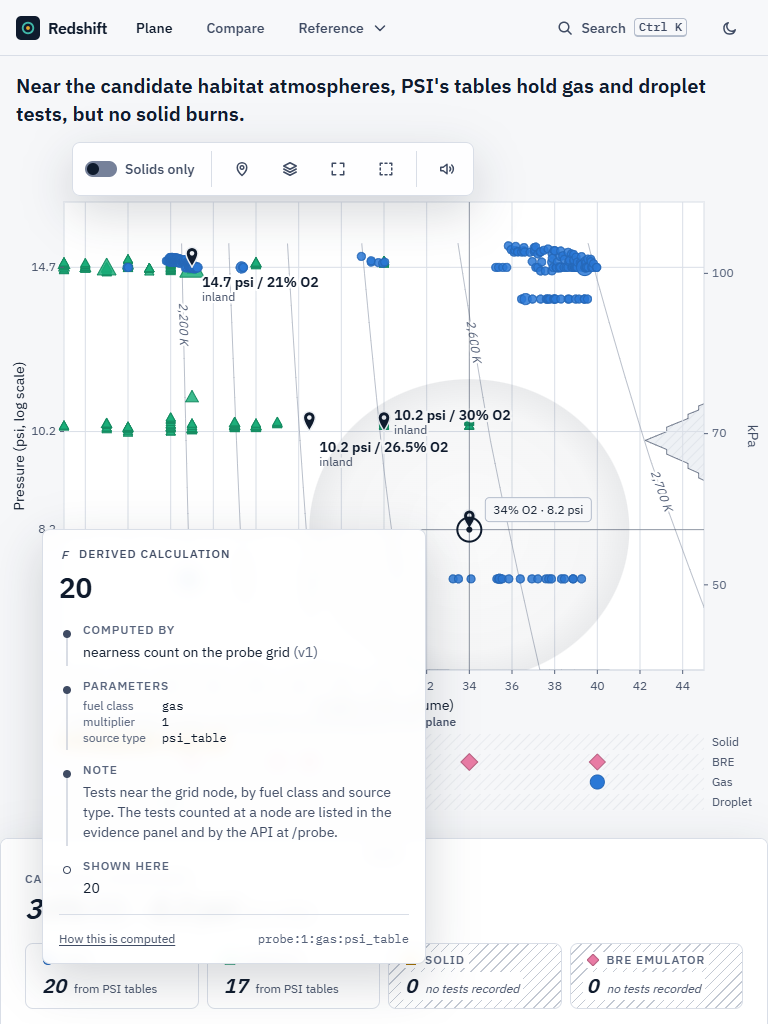 Redshift
Plane
Compare
Reference
Search
Ctrl K
Near the candidate habitat atmospheres, PSI's tables hold gas and droplet
tests, but no solid burns.
Solids only
14.7
14.7 psi / 21% O2
inland
2,200 K
2,600 K
100
Pressure (psi, log scale)
10.2
10.2 psi / 30% O2
inland
10.2 psi / 26.5% O2
inland
70
kPa
2,700 K
34% O2 · 8.2 psi
50
F DERIVED CALCULATION
20
COMPUTED BY
nearness count on the probe grid (v1)
PARAMETERS
fuel class gas
multiplier 1
source type psi_table
NOTE
Tests near the grid node, by fuel class and source
type. The tests counted at a node are listed in the
evidence panel and by the API at /probe.
SHOWN HERE
20
How this is computed
probe:1:gas:psi_table
34
36
38
40
42
44
plane
Solid
BRE
Gas
Droplet
20 from PSI tables
17 from PSI tables
SOLID
0 no tests recorded
BRE EMULATOR
0 no tests recorded